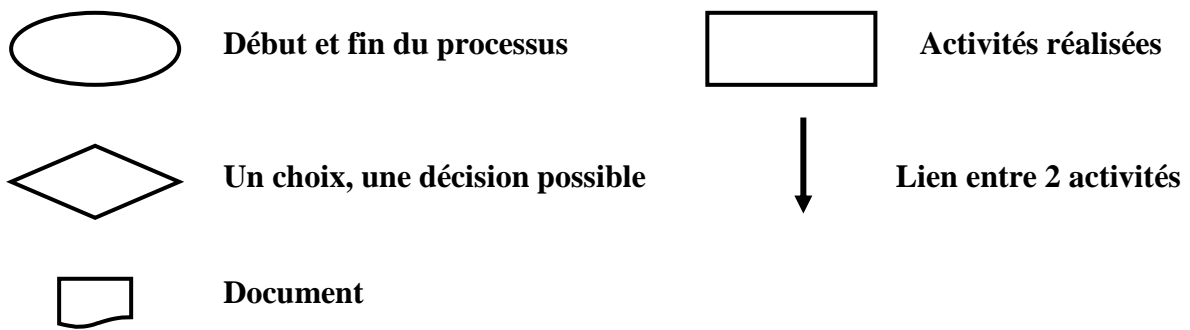 Début et fin du processus
Activités réalisées
Un choix, une décision possible
Lien entre 2 activités
Document